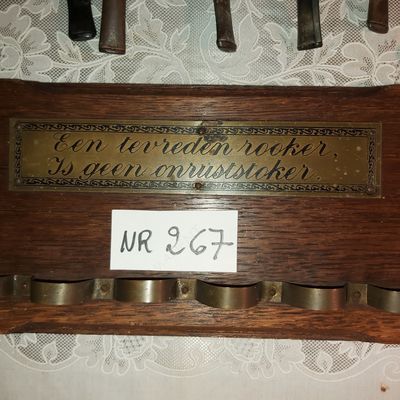 Een tevreden rooker,
Is geen onruststoker.
NR 267